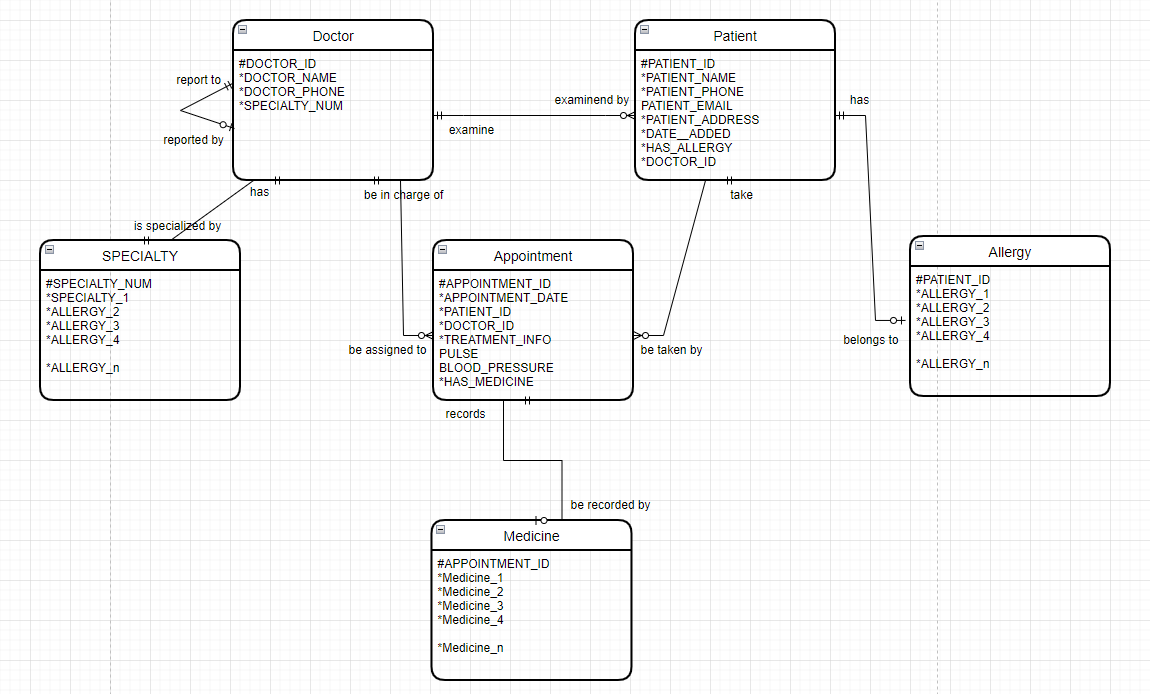 Doctor
#DOCTOR_ID
*DOCTOR_NAME
*DOCTOR_PHONE
*SPECIALTY_NUM
report to
reported by
examine
examinend by
Patient
#PATIENT_ID
*PATIENT_NAME
*PATIENT_PHONE
PATIENT_EMAIL
*PATIENT_ADDRESS
*DATE__ADDED
*HAS_ALLERGY
*DOCTOR_ID
has
has
be in charge of
take
is specialized by
SPECIALTY
#SPECIALTY_NUM
*SPECIALTY_1
*ALLERGY_2
*ALLERGY_3
*ALLERGY_4
*ALLERGY_n
Appointment
#APPOINTMENT_ID
*APPOINTMENT_DATE
*PATIENT_ID
*DOCTOR_ID
*TREATMENT_INFO
PULSE
BLOOD_PRESSURE
*HAS_MEDICINE
be assigned to
be taken by
Allergy
#PATIENT_ID
*ALLERGY_1
*ALLERGY_2
*ALLERGY_3
*ALLERGY_4
*ALLERGY_n
belongs to
records
be recorded by
Medicine
#APPOINTMENT_ID
*Medicine_1
*Medicine_2
*Medicine_3
*Medicine_4
*Medicine_n